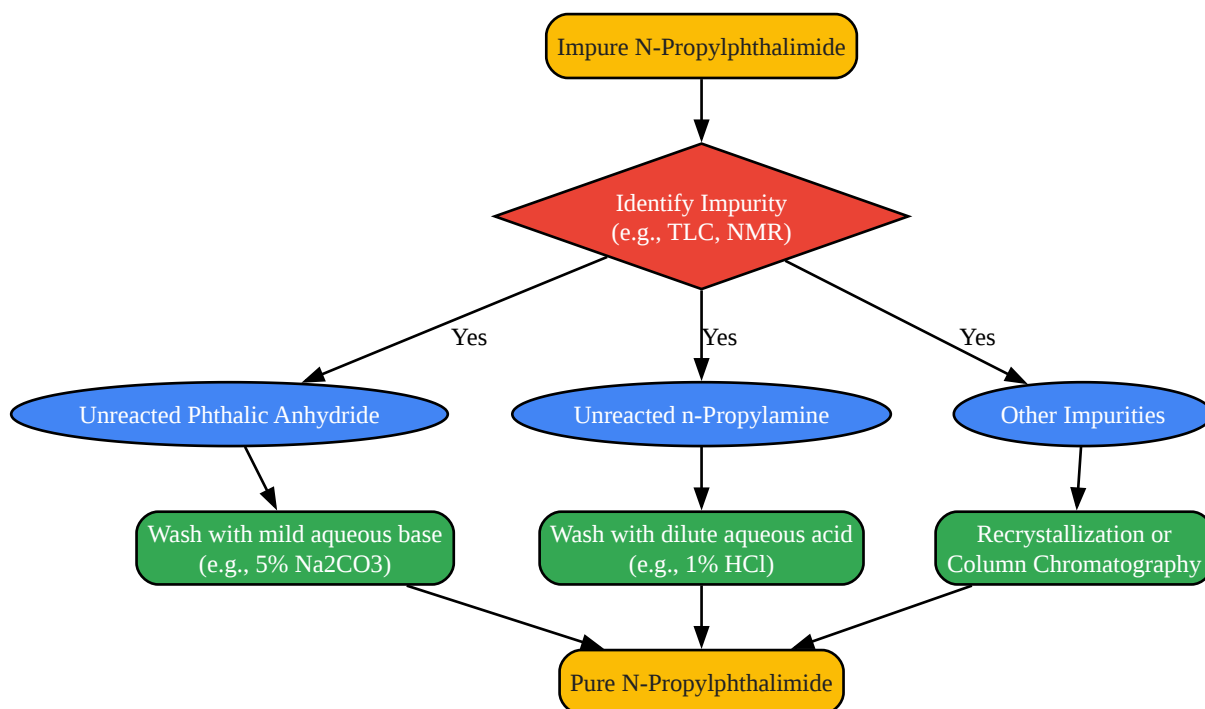 Impure N-Propylphthalimide
Identify Impurity
(e.g., TLC, NMR)
Yes
Yes
Yes
Unreacted Phthalic Anhydride
Unreacted n-Propylamine
Other Impurities
Wash with mild aqueous base
(e.g., 5% Na2CO3)
Wash with dilute aqueous acid
(e.g., 1% HCl)
Recrystallization or
Column Chromatography
Pure N-Propylphthalimide